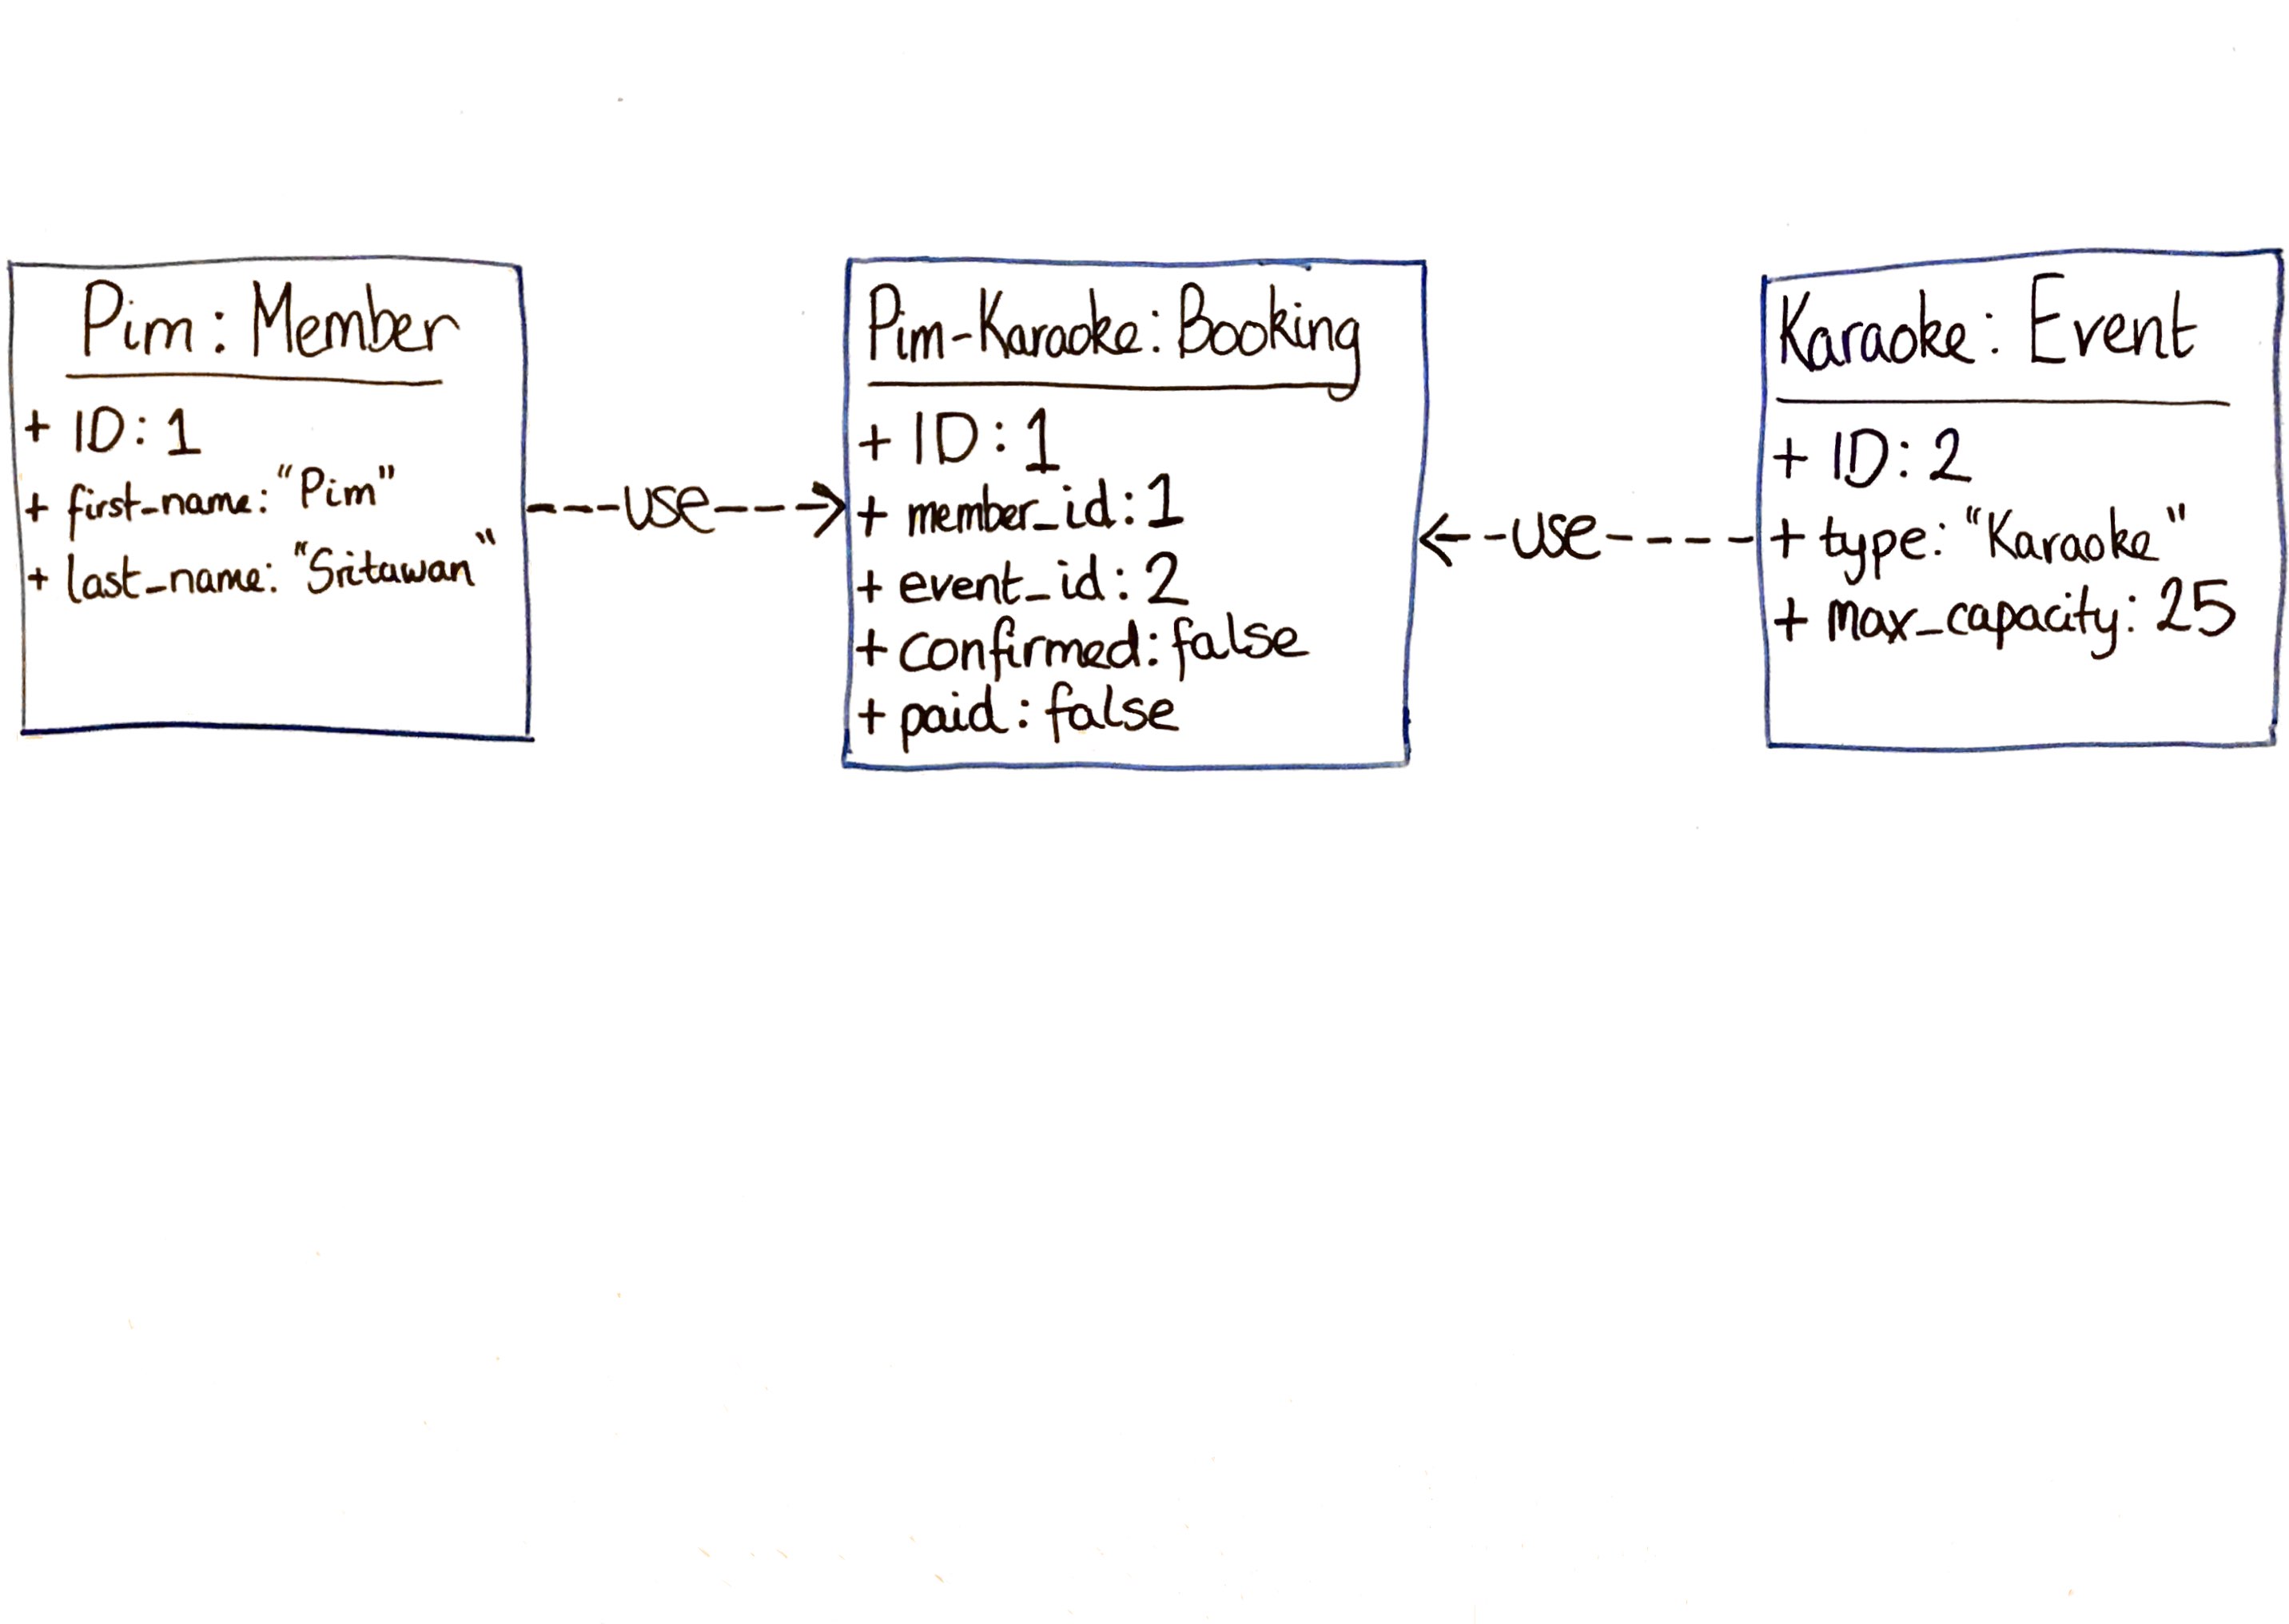 Pim: Member
+ ID: 1
+ first_name: "Pim"
+ last_name: "Sritawan"
---use--->
Pim-Karaoke: Booking
+ ID: 1
+ member_id: 1
+ event_id: 2
+ confirmed: false
+ paid: false
<--use-----
Karaoke: Event
+ ID: 2
+ type: "Karaoke"
+ max_capacity: 25